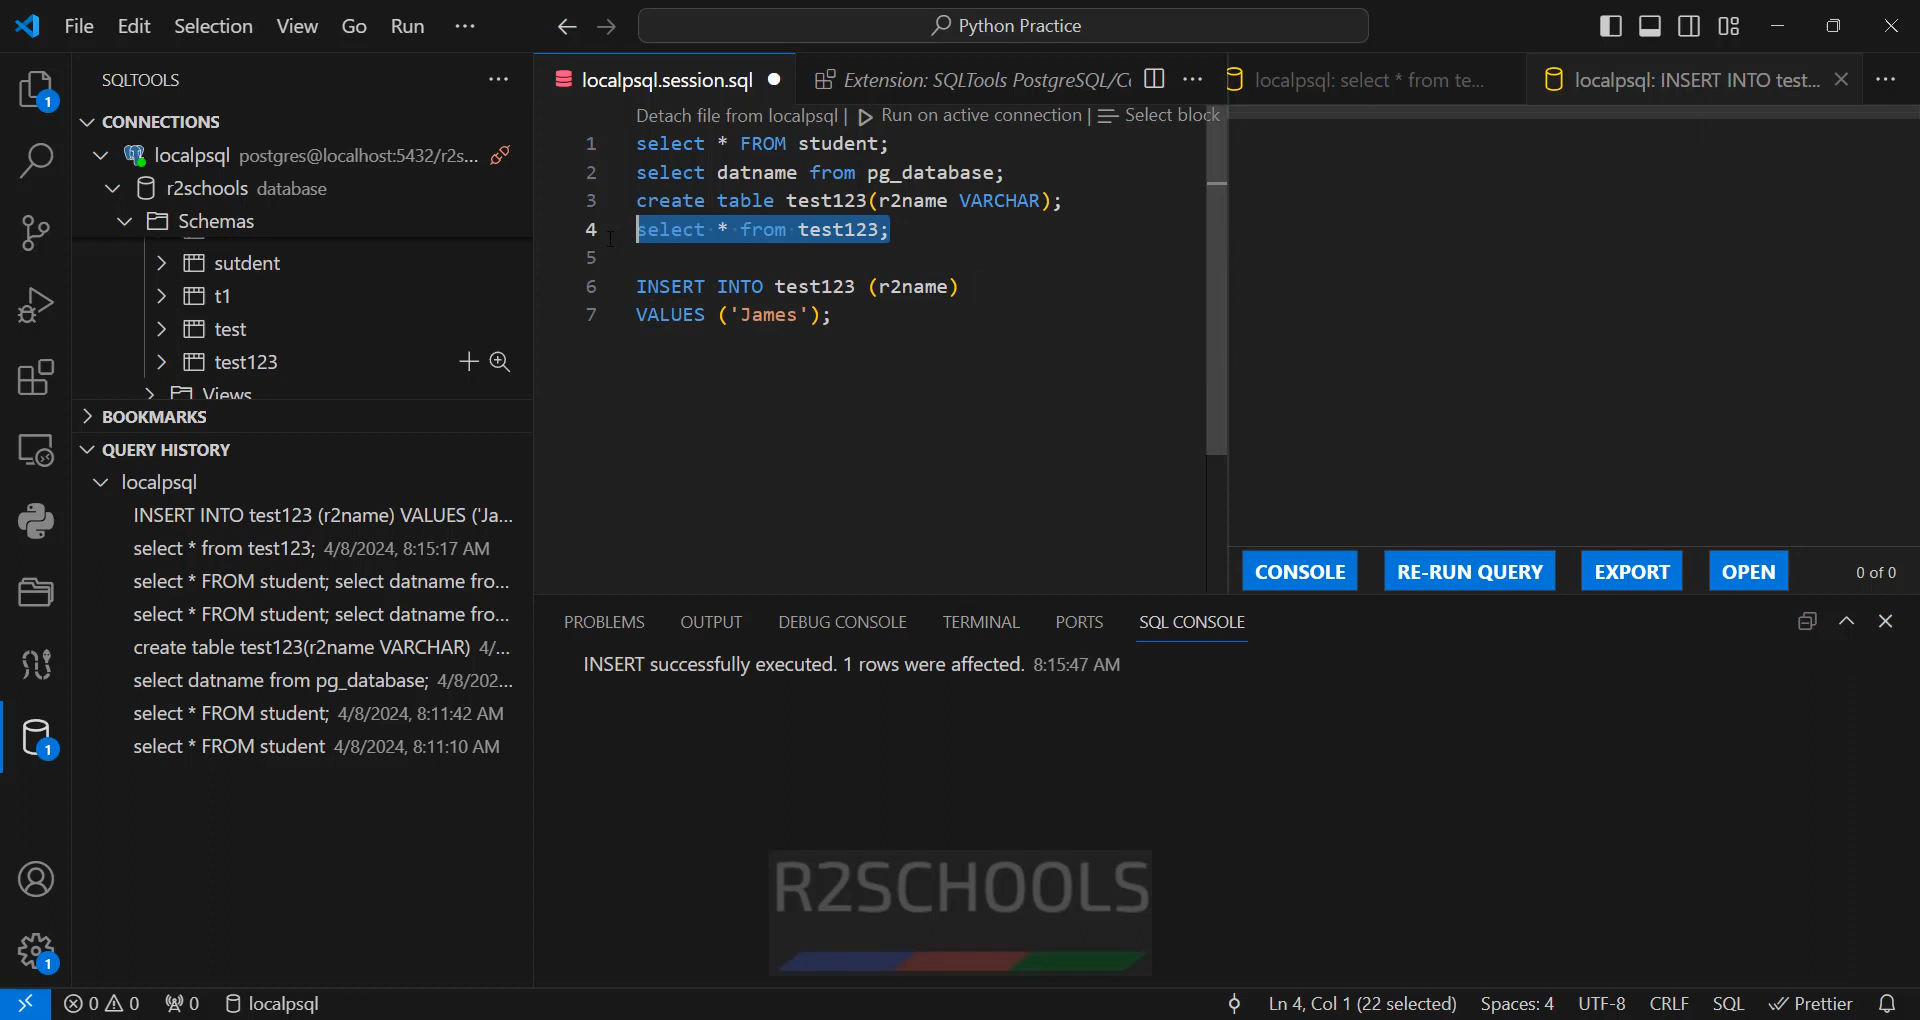 File Edit Selection View Go Run ···
Python Practice
SQLTOOLS
CONNECTIONS
localpsql postgres@localhost:5432/r2s...
r2schools database
Schemas
sutdent
t1
test
test123
Views
BOOKMARKS
QUERY HISTORY
localpsql
INSERT INTO test123 (r2name) VALUES ('Ja...
select * from test123; 4/8/2024, 8:15:17 AM
select * FROM student; select datname fro...
select * FROM student; select datname fro...
create table test123(r2name VARCHAR) 4/...
select datname from pg_database; 4/8/202...
select * FROM student; 4/8/2024, 8:11:42 AM
select * FROM student 4/8/2024, 8:11:10 AM
1
1
1
localpsql.session.sql
Extension: SQLTools PostgreSQL/Co
Detach file from localpsql | Run on active connection | Select block
1 select * FROM student;
2 select datname from pg_database;
3 create table test123(r2name VARCHAR);
4 select * from test123;
5
6 INSERT INTO test123 (r2name)
7 VALUES ('James');
localpsql: select * from te...
localpsql: INSERT INTO test...
CONSOLE RE-RUN QUERY EXPORT OPEN 0 of 0
PROBLEMS OUTPUT DEBUG CONSOLE TERMINAL PORTS SQL CONSOLE
INSERT successfully executed. 1 rows were affected. 8:15:47 AM
R2SCHOOLS
0 0 0 localpsql
Ln 4, Col 1 (22 selected) Spaces: 4 UTF-8 CRLF SQL Prettier